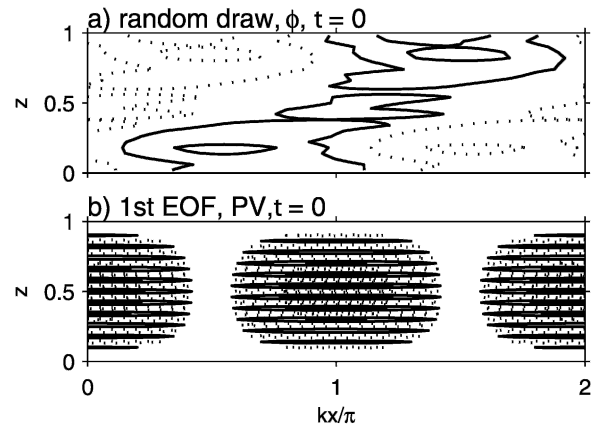 a) random draw, ϕ, t = 0
1
z
0.5
0
b) 1st EOF, PV,t = 0
1
z
0.5
0
0
1
2
kx/π